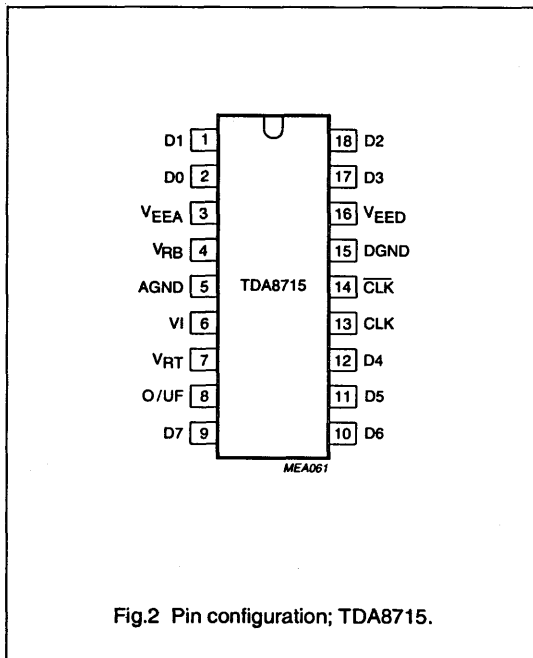 D1 1 18 D2
D0 2 17 D3
VEEA 3 16 VEED
VRB 4 15 DGND
AGND 5 TDA8715 14 CLK
VI 6 13 CLK
VRT 7 12 D4
O/UF 8 11 D5
D7 9 10 D6
MEA061
Fig.2 Pin configuration; TDA8715.